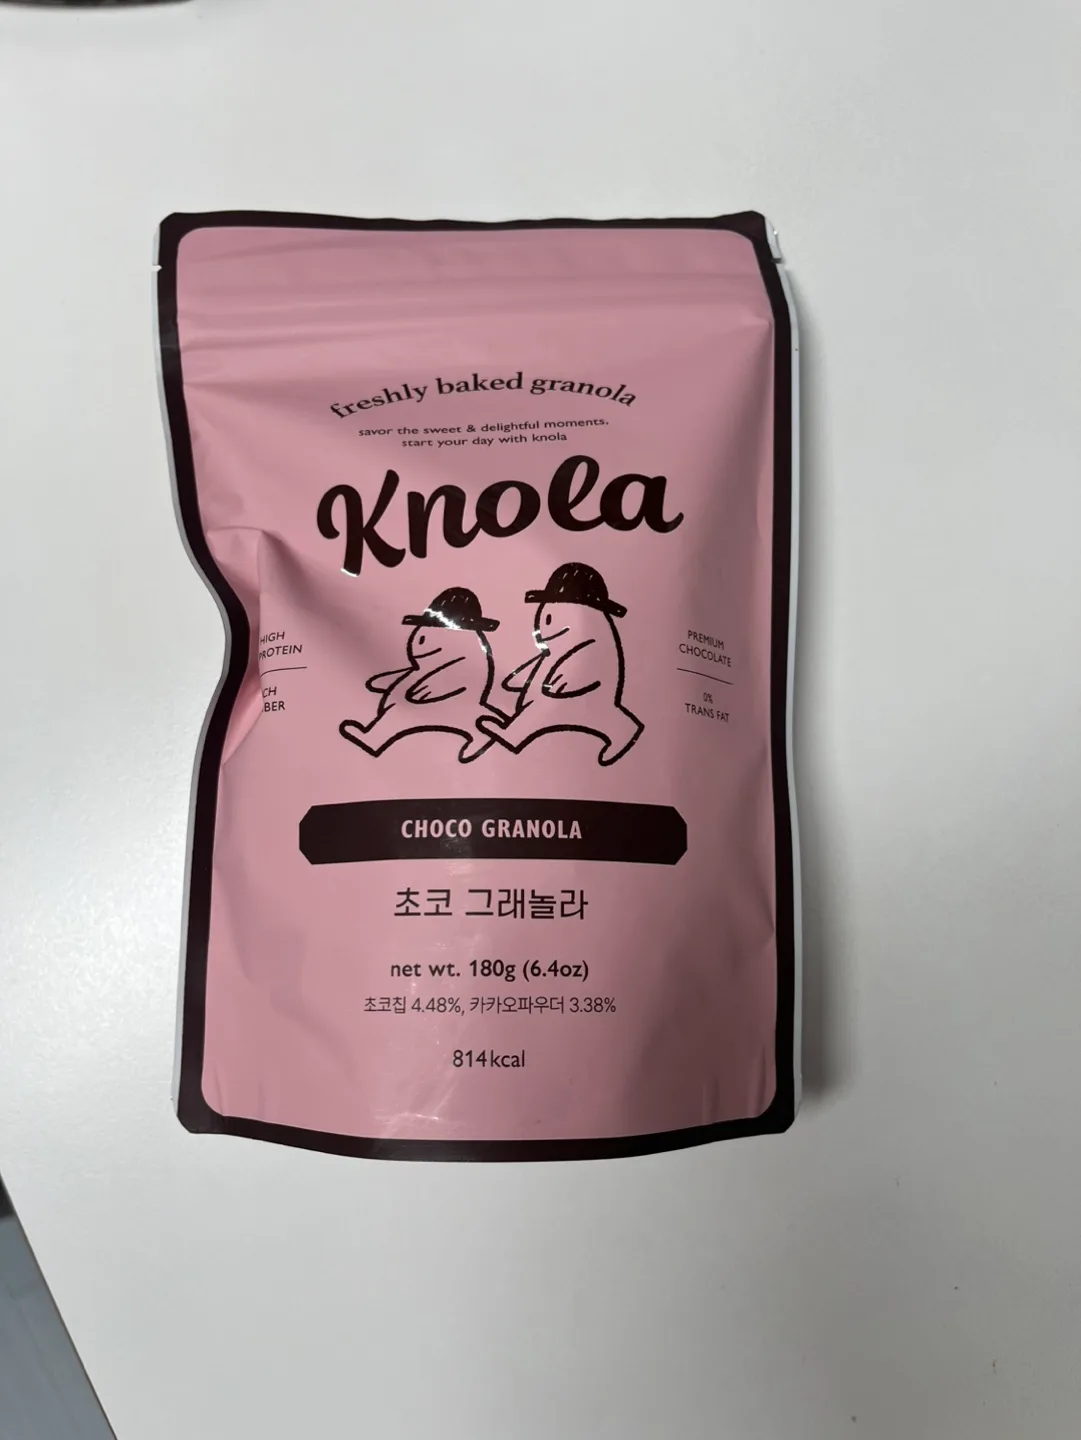 freshly baked granola
savor the sweet & delightful moments.
start your day with knola
Knola
HIGH
PROTEIN
PREMIUM
CHOCOLATE
0%
TRANS FAT
CHOCO GRANOLA
초코 그래놀라
net wt. 180g (6.4oz)
초코칩 4.48%, 카카오파우더 3.38%
814kcal